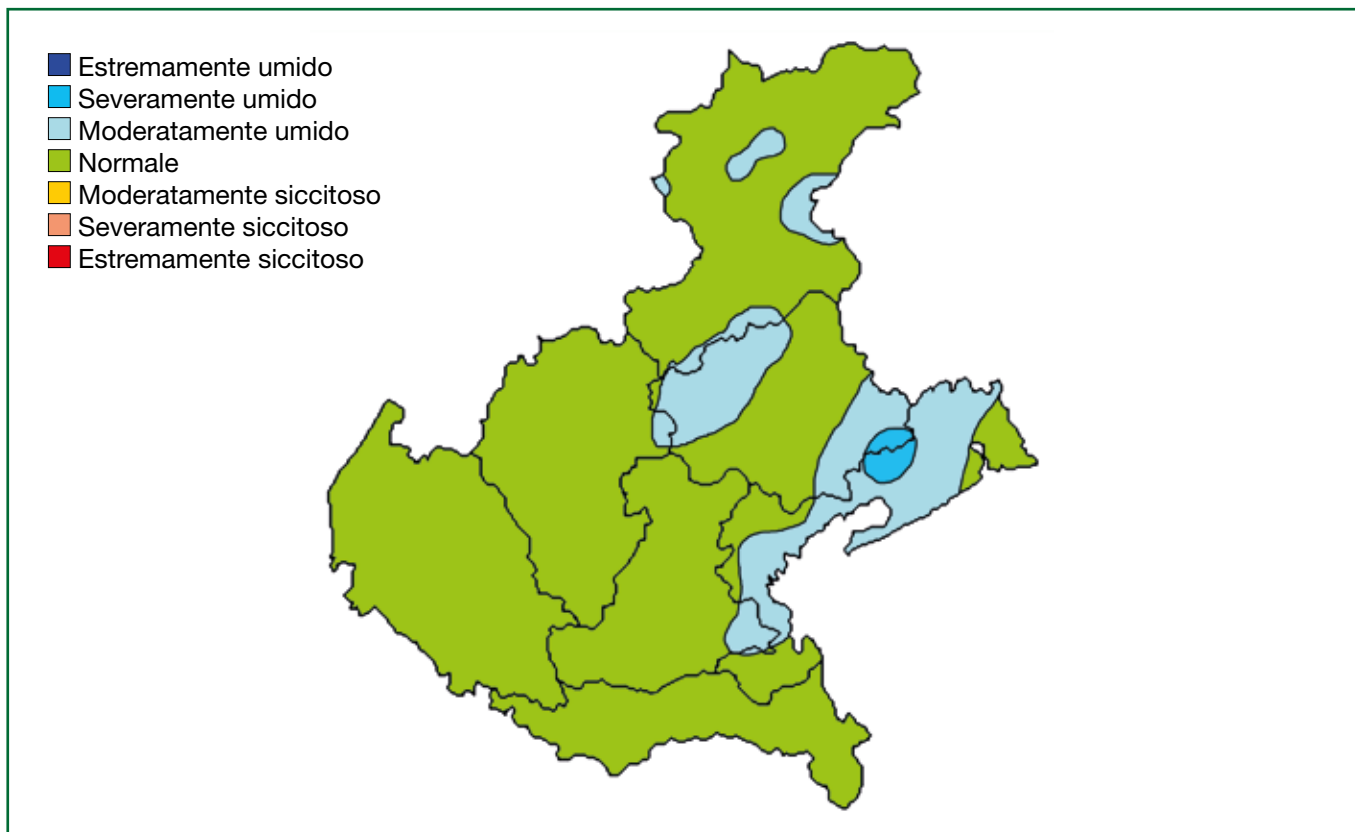 Estremamente umido
Severamente umido
Moderatamente umido
Normale
Moderatamente siccitoso
Severamente siccitoso
Estremamente siccitoso